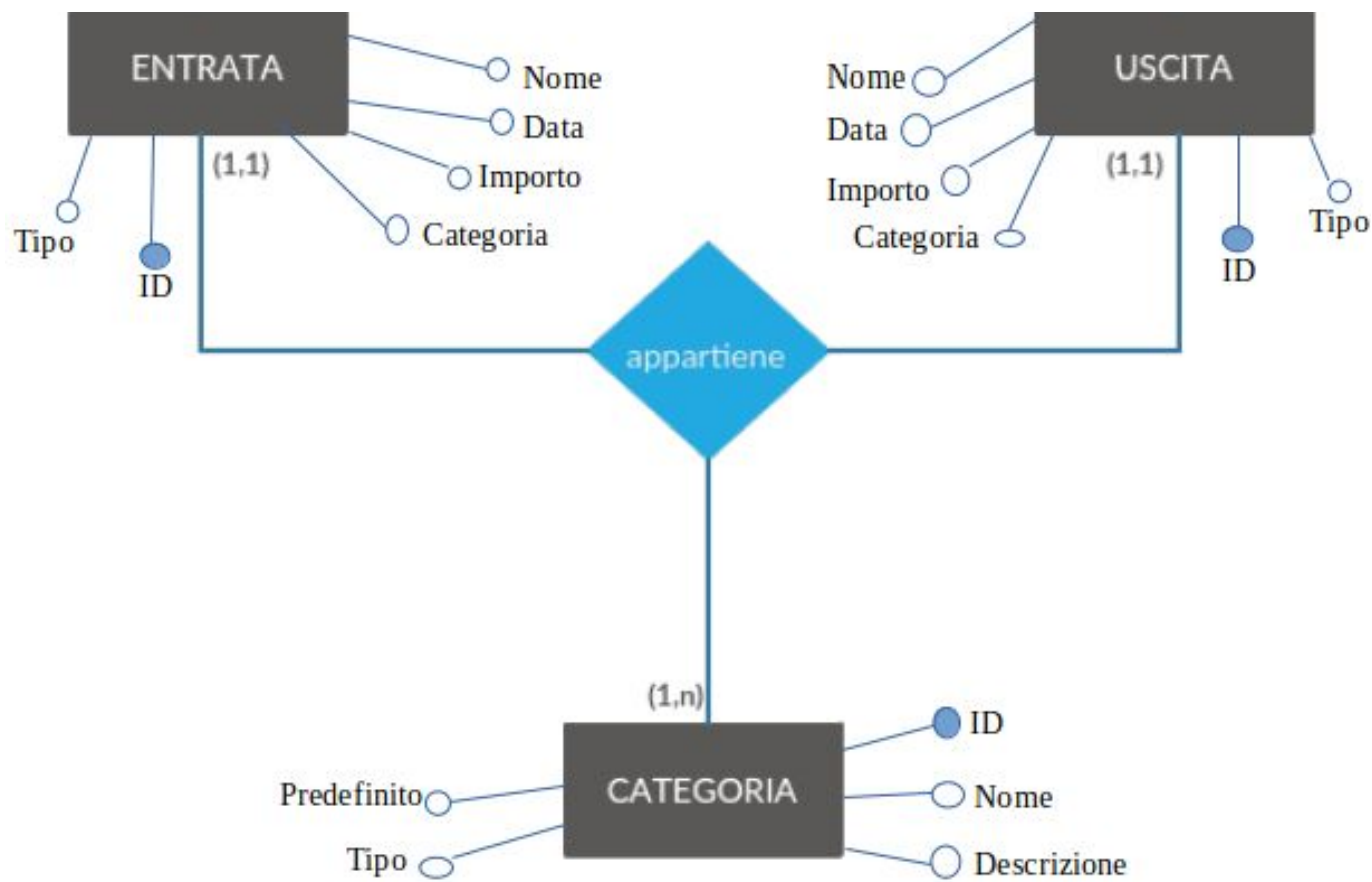 ENTRATA
Nome
Data
Importo
Categoria
(1,1)
Tipo
ID
USCITA
Nome
Data
Importo
Categoria
(1,1)
ID
Tipo
appartiene
(1,n)
CATEGORIA
Predefinito
Tipo
ID
Nome
Descrizione